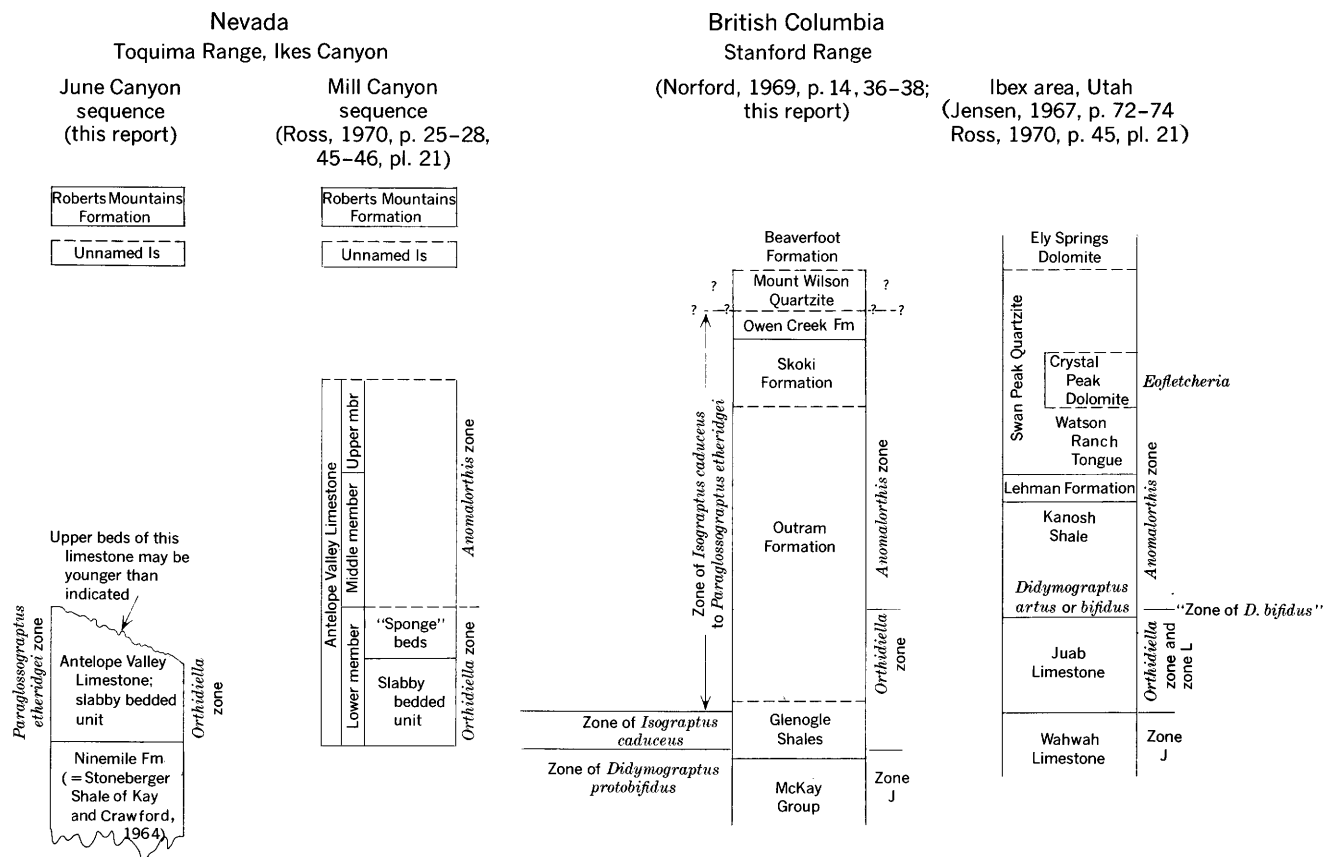 Nevada
Toquima Range, Ikes Canyon
June Canyon
sequence
(this report)
Mill Canyon
sequence
(Ross, 1970, p. 25–28,
45–46, pl. 21)
British Columbia
Stanford Range
(Norford, 1969, p. 14, 36–38;
this report)
Ibex area, Utah
(Jensen, 1967, p. 72–74
Ross, 1970, p. 45, pl. 21)
Roberts Mountains
Formation
Unnamed ls
Upper beds of this
limestone may be
younger than
indicated
Paraglossograptus
etheridgei zone
Antelope Valley
Limestone;
slabby bedded
unit
Orthidiella
zone
Ninemile Fm
(=Stoneberger
Shale of Kay
and Crawford,
1964)
Roberts Mountains
Formation
Unnamed ls
Antelope Valley Limestone
Upper mbr
Middle member
Lower member
"Sponge"
beds
Slabby
bedded
unit
Anomalorthis zone
Orthidiella zone
Beaverfoot
Formation
? Mount Wilson ?
Quartzite
? ? ? ?
Owen Creek Fm
Skoki
Formation
Zone of Isograptus caduceus
to Paraglossograptus etheridgei
Outram
Formation
Anomalorthis zone
Orthidiella
zone
Zone of Isograptus
caduceus
Glenogle
Shales
Zone of Didymograptus
protobifidus
McKay
Group
Zone
J
Ely Springs
Dolomite
Swan Peak Quartzite
Crystal
Peak
Dolomite
Eofletcheria
Watson
Ranch
Tongue
Lehman Formation
Kanosh
Shale
Anomalorthis zone
Didymograptus
artus or bifidus
"Zone of D. bifidus"
Juab
Limestone
Orthidiella
zone and
zone L
Wahwah
Limestone
Zone
J